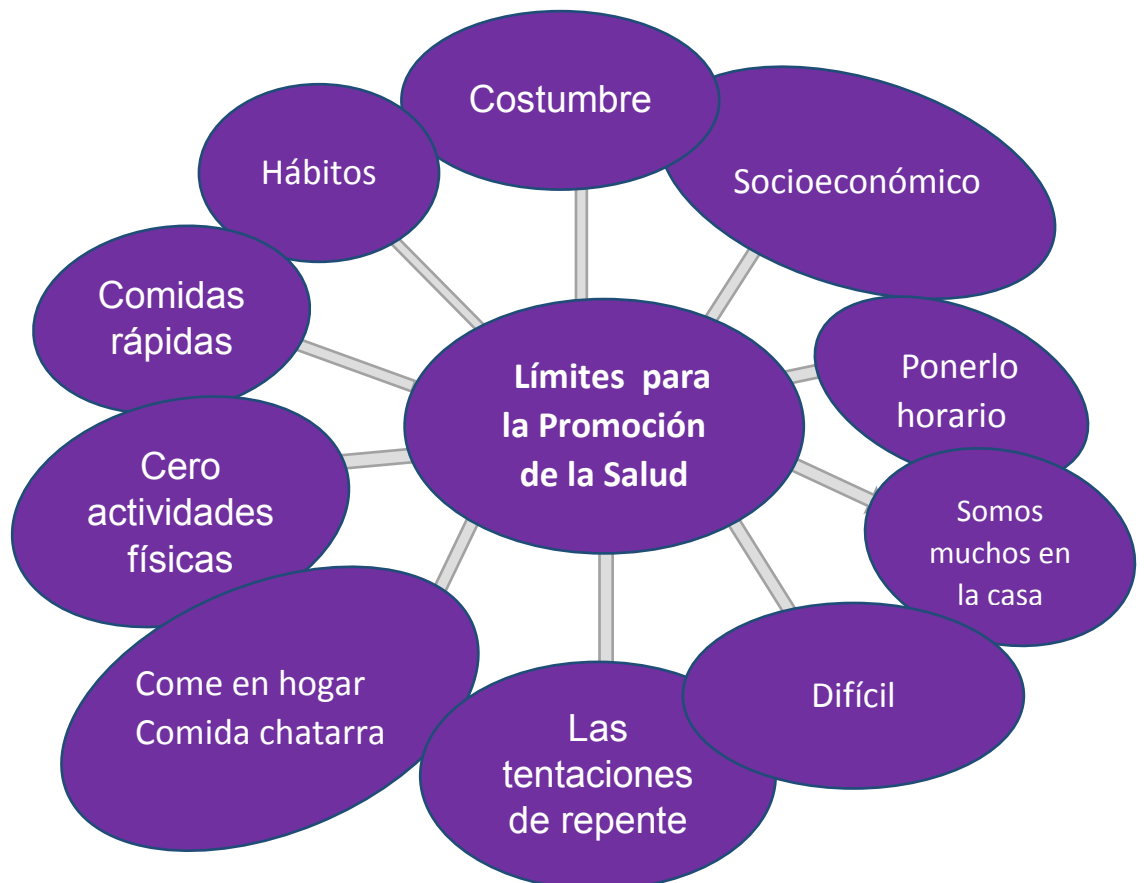 Costumbre
Socioeconómico
Hábitos
Comidas
rápidas
Límites para
la Promoción
de la Salud
Ponerlo
horario
Cero
actividades
físicas
Somos
muchos en
la casa
Come en hogar
Comida chatarra
Difícil
Las
tentaciones
de repente